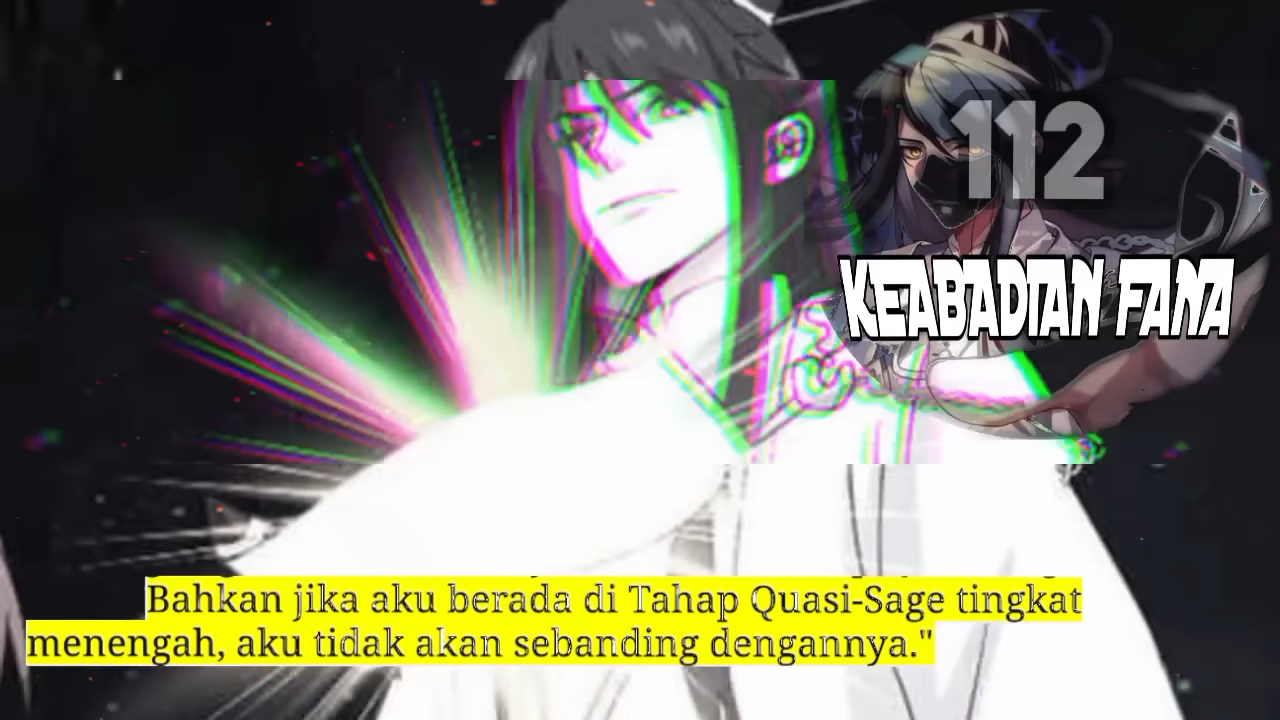 112
KEABADIAN FANA
Bahkan jika aku berada di Tahap Quasi-Sage tingkat
menengah, aku tidak akan sebanding dengannya."